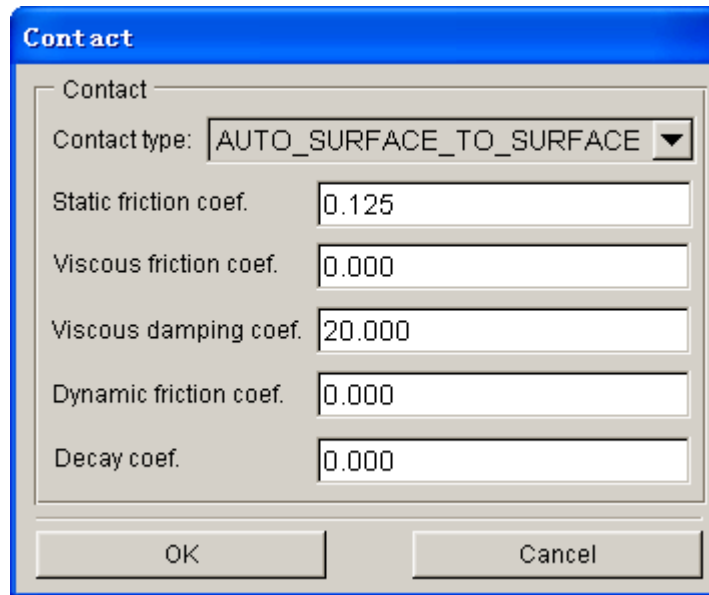 Contact
Contact
Contact type: AUTO_SURFACE_TO_SURFACE
Static friction coef. 0.125
Viscous friction coef. 0.000
Viscous damping coef. 20.000
Dynamic friction coef. 0.000
Decay coef. 0.000
OK Cancel